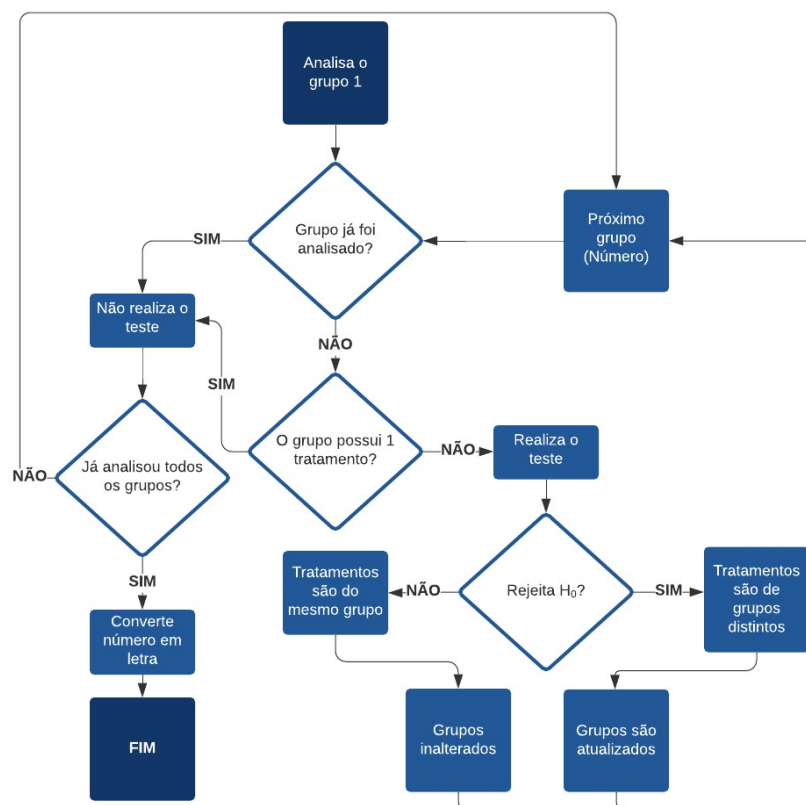 Analisa o
grupo 1
Grupo já foi
analisado?
SIM
Próximo
grupo
(Número)
Não realiza o
teste
NÃO
SIM
O grupo possui 1
tratamento?
NÃO
Realiza o
teste
Já analisou todos
os grupos?
NÃO
SIM
Rejeita H₀?
NÃO
Tratamentos
são do
mesmo grupo
SIM
Tratamentos
são de
grupos
distintos
Converte
número em
letra
FIM
Grupos
inalterados
Grupos são
atualizados